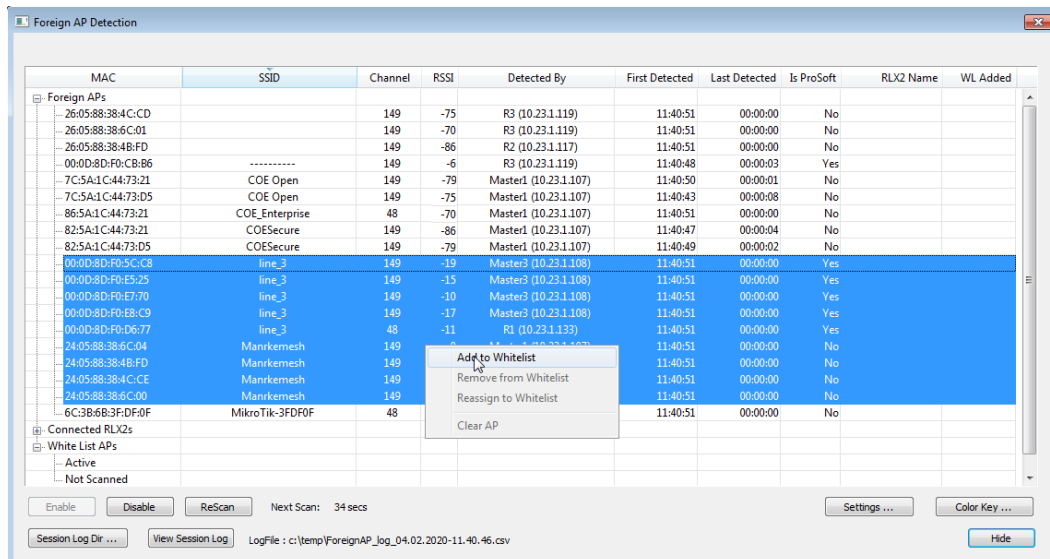 Foreign AP Detection
MAC SSID Channel RSSI Detected By First Detected Last Detected Is ProSoft RLX2 Name WL Added
Foreign APs
26:05:88:38:4C:CD 149 -75 R3 (10.23.1.119) 11:40:51 00:00:00 No
26:05:88:38:6C:01 149 -70 R3 (10.23.1.119) 11:40:51 00:00:00 No
26:05:88:38:4B:FD 149 -86 R2 (10.23.1.117) 11:40:51 00:00:00 No
00:0D:8D:F0:CB:B6 ---------- 149 -6 R3 (10.23.1.119) 11:40:48 00:00:03 Yes
7C:5A:1C:44:73:21 COE Open 149 -79 Master1 (10.23.1.107) 11:40:50 00:00:01 No
7C:5A:1C:44:73:D5 COE Open 149 -75 Master1 (10.23.1.107) 11:40:43 00:00:08 No
86:5A:1C:44:73:21 COE_Enterprise 48 -70 Master1 (10.23.1.107) 11:40:51 00:00:00 No
82:5A:1C:44:73:21 COESecure 149 -86 Master1 (10.23.1.107) 11:40:47 00:00:04 No
82:5A:1C:44:73:D5 COESecure 149 -79 Master1 (10.23.1.107) 11:40:49 00:00:02 No
00:0D:8D:F0:5C:C8 line_3 149 -19 Master3 (10.23.1.108) 11:40:51 00:00:00 Yes
00:0D:8D:F0:E5:25 line_3 149 -15 Master3 (10.23.1.108) 11:40:51 00:00:00 Yes
00:0D:8D:F0:E7:70 line_3 149 -10 Master3 (10.23.1.108) 11:40:51 00:00:00 Yes
00:0D:8D:F0:E8:C9 line_3 149 -17 Master3 (10.23.1.108) 11:40:51 00:00:00 Yes
00:0D:8D:F0:D6:77 line_3 48 -11 R1 (10.23.1.133) 11:40:51 00:00:00 Yes
24:05:88:38:6C:04 Manrkemesh 149 11:40:51 00:00:00 No
24:05:88:38:4B:FD Manrkemesh 149 11:40:51 00:00:00 No
24:05:88:38:4C:CE Manrkemesh 149 11:40:51 00:00:00 No
24:05:88:38:6C:00 Manrkemesh 149 11:40:51 00:00:00 No
6C:3B:6B:3F:DF:0F MikroTik-3FDF0F 48 11:40:51 00:00:00 No
Add to Whitelist
Remove from Whitelist
Reassign to Whitelist
Clear AP
Connected RLX2s
White List APs
Active
Not Scanned
Enable Disable ReScan Next Scan: 34 secs Settings ... Color Key ...
Session Log Dir ... View Session Log LogFile : c:\temp\ForeignAP_log_04.02.2020-11.40.46.csv Hide